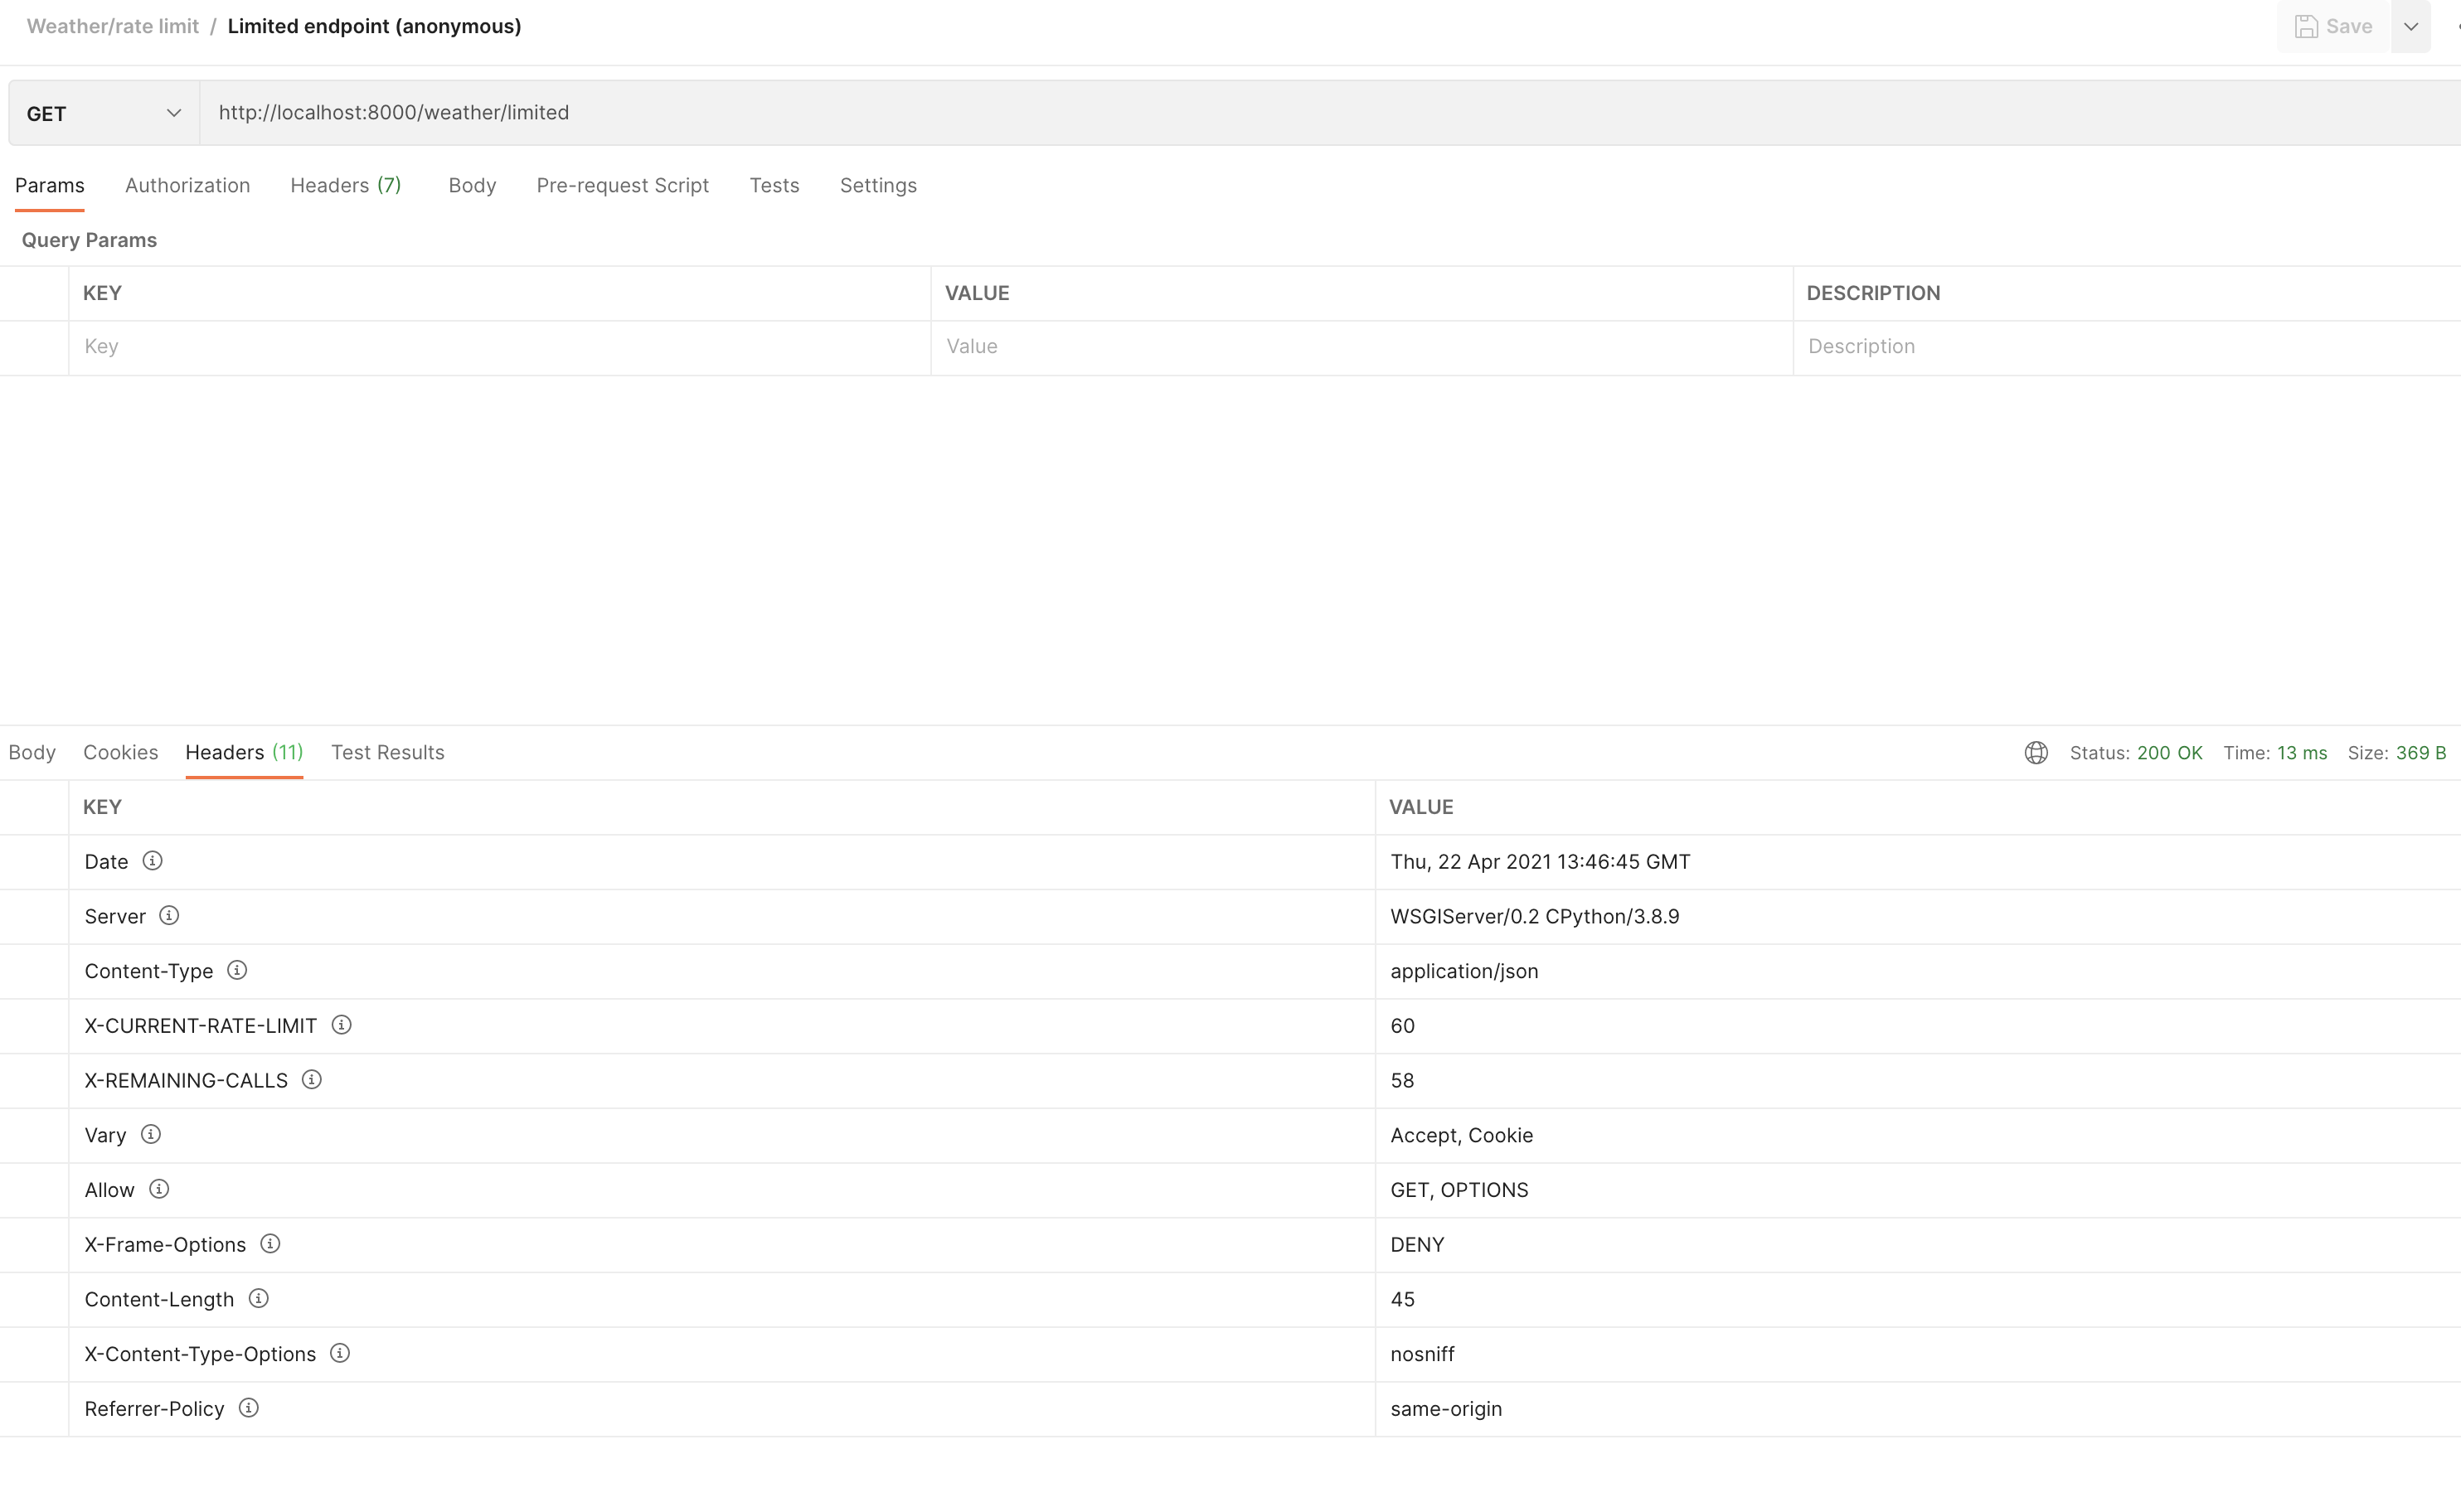 Weather/rate limit / Limited endpoint (anonymous)
Save
GET http://localhost:8000/weather/limited
Params Authorization Headers (7) Body Pre-request Script Tests Settings
Query Params
KEY VALUE DESCRIPTION
Key Value Description
Body Cookies Headers (11) Test Results Status: 200 OK Time: 13 ms Size: 369 B
KEY VALUE
Date Thu, 22 Apr 2021 13:46:45 GMT
Server WSGIServer/0.2 CPython/3.8.9
Content-Type application/json
X-CURRENT-RATE-LIMIT 60
X-REMAINING-CALLS 58
Vary Accept, Cookie
Allow GET, OPTIONS
X-Frame-Options DENY
Content-Length 45
X-Content-Type-Options nosniff
Referrer-Policy same-origin